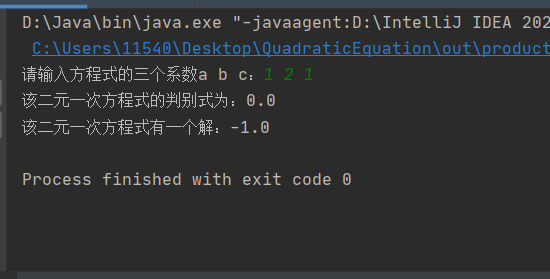 D:\Java\bin\java.exe "-javaagent:D:\IntelliJ IDEA 202
C:\Users\11540\Desktop\QuadraticEquation\out\product
请输入方程式的三个系数a b c：1 2 1
该二元一次方程式的判别式为：0.0
该二元一次方程式有一个解：-1.0
Process finished with exit code 0